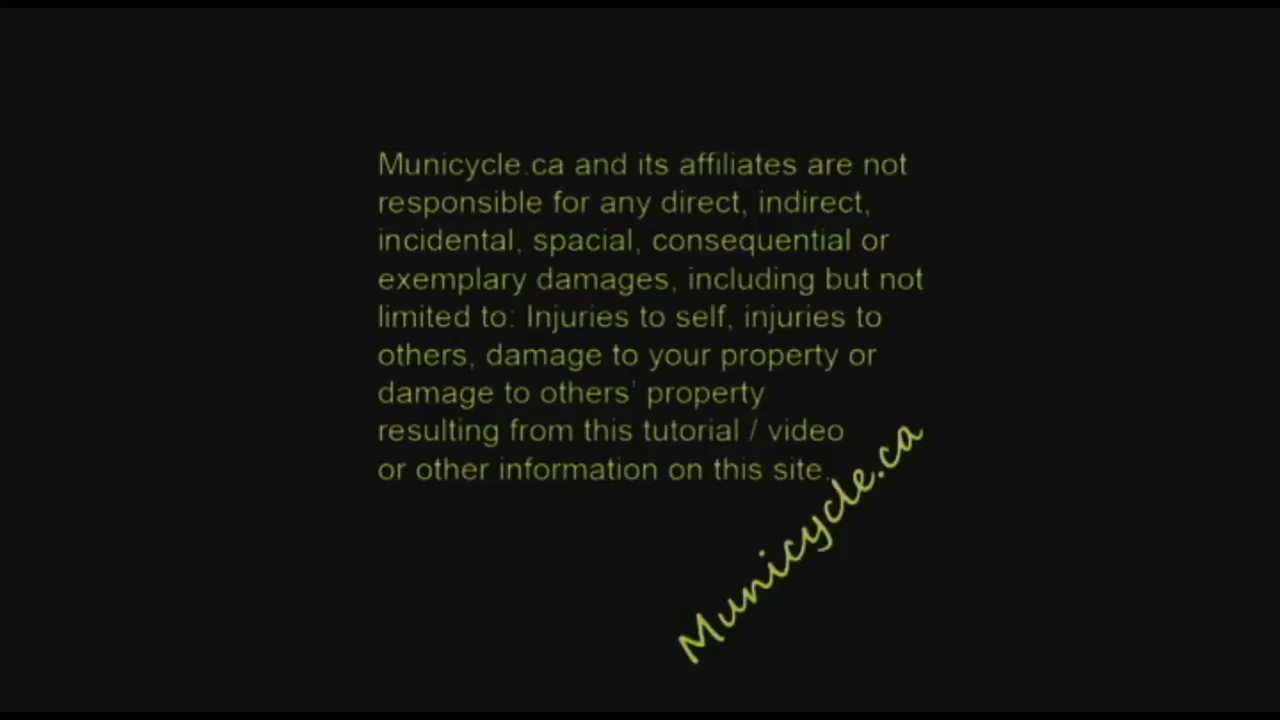 Municycle.ca and its affiliates are not
responsible for any direct, indirect,
incidental, spacial, consequential or
exemplary damages, including but not
limited to: Injuries to self, injuries to
others, damage to your property or
damage to others' property
resulting from this tutorial / video
or other information on this site.
Municycle.ca